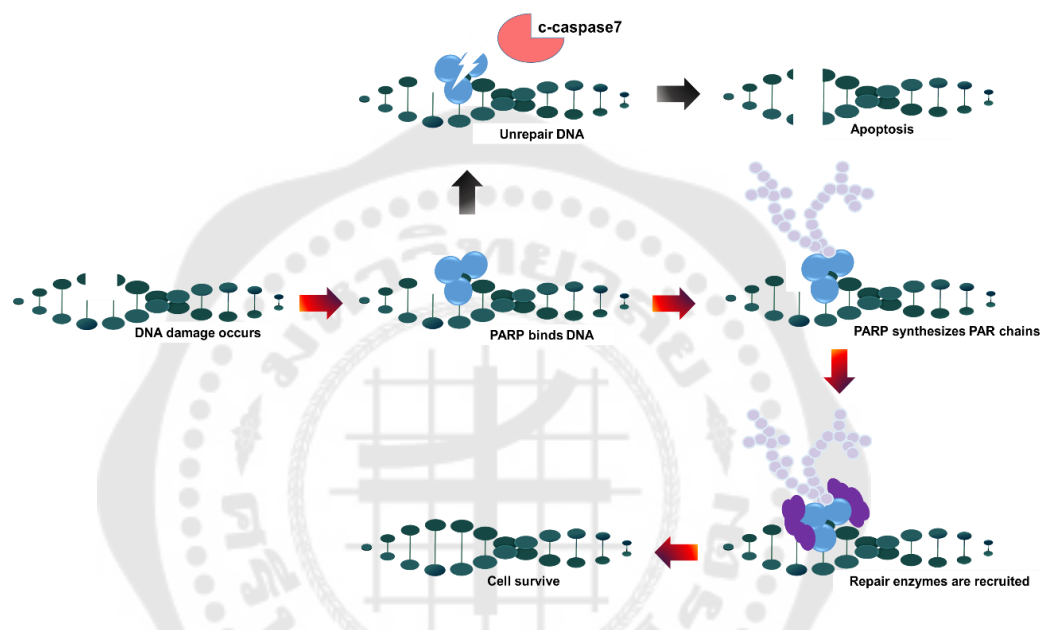 c-caspase7
Unrepair DNA
Apoptosis
DNA damage occurs
PARP binds DNA
PARP synthesizes PAR chains
Cell survive
Repair enzymes are recruited